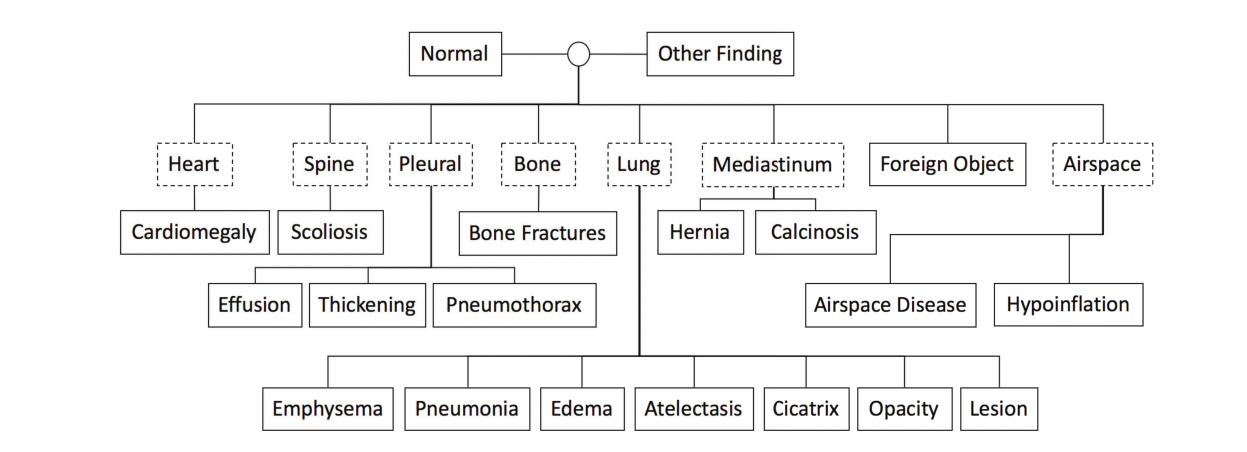 Normal
Other Finding
Heart
Spine
Pleural
Bone
Lung
Mediastinum
Foreign Object
Airspace
Cardiomegaly
Scoliosis
Bone Fractures
Hernia
Calcinosis
Effusion
Thickening
Pneumothorax
Airspace Disease
Hypoinflation
Emphysema
Pneumonia
Edema
Atelectasis
Cicatrix
Opacity
Lesion